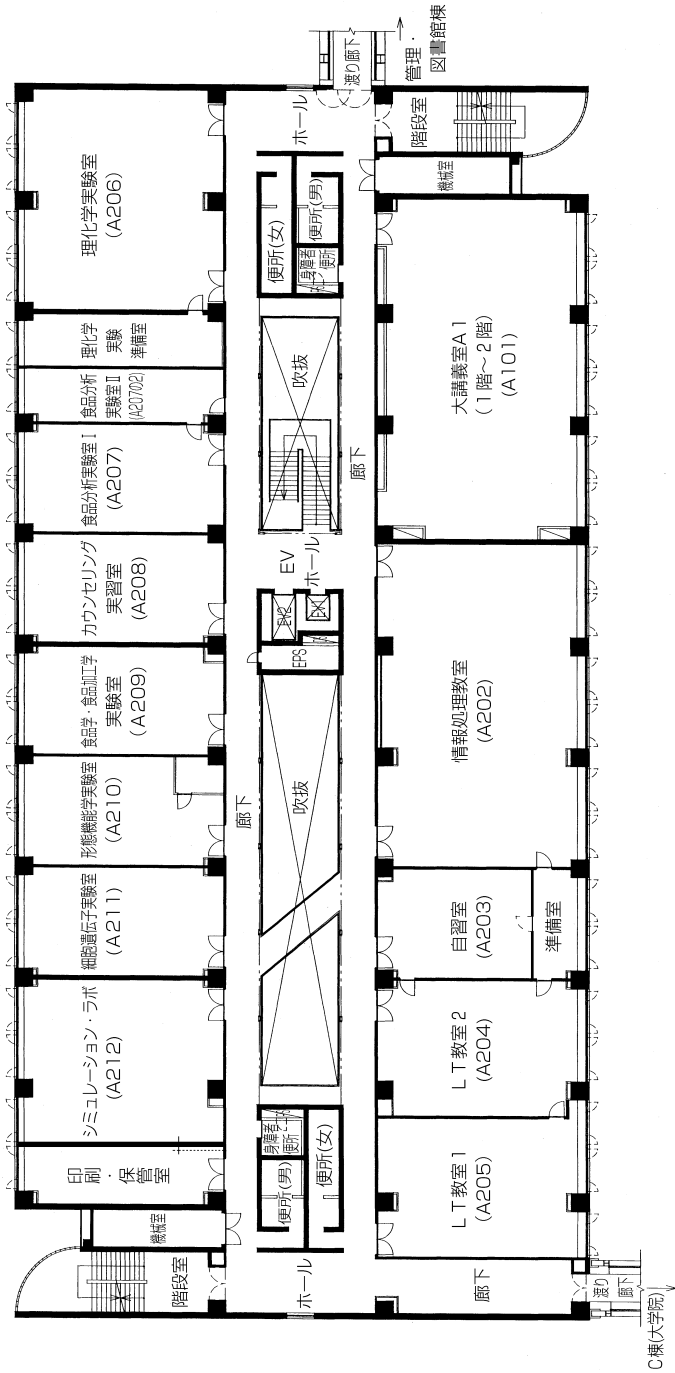 管理・
図書館棟
渡り廊下
ホール
階段室
機械室
理化学実験室
(A206)
便所(女)
便所(男)
身障者
便所
理化学
実験
準備室
食品分析
実験室Ⅱ
(A20702)
食品分析実験室Ⅰ
(A207)
吹抜
廊下
大講義室A1
(1階〜2階)
(A101)
カウンセリング
実習室
(A208)
EV
ホール
EV2
EV1
EPS
食品学・食品加工学
実験室
(A209)
情報処理教室
(A202)
形態機能学実験室
(A210)
廊下
吹抜
細胞遺伝子実験室
(A211)
自習室
(A203)
準備室
シミュレーション・ラボ
(A212)
LT教室2
(A204)
印刷・保管室
身障者
便所
便所(男)
便所(女)
LT教室1
(A205)
機械室
階段室
ホール
廊下
渡り
廊下
C棟(大学院)